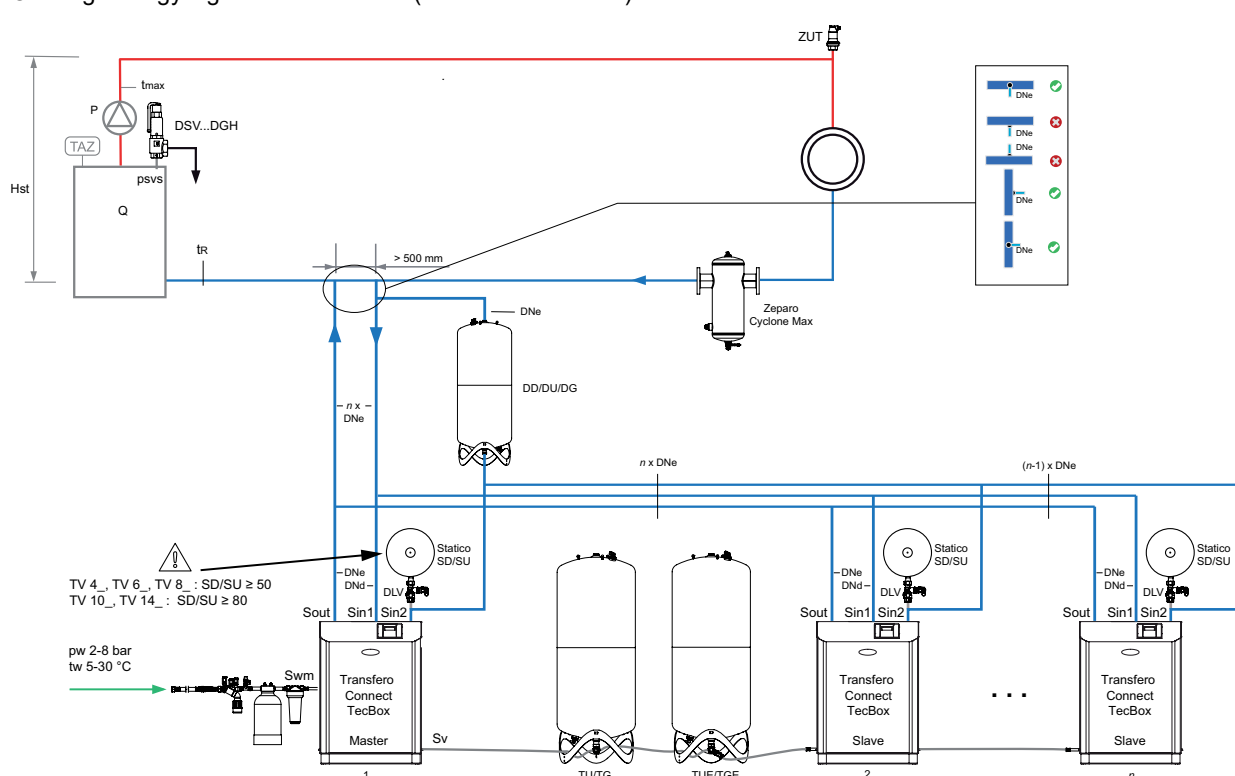 ZUT
tmax
P
DSV...DGH
TAZ
psvs
Hst
Q
tR
> 500 mm
DNe
DNe
DNe
DNe
DNe
Zeparo
Cyclone Max
DNe
DD/DU/DG
n x
DNe
n x DNe
(n-1) x DNe
TV 4_, TV 6_, TV 8_ : SD/SU ≥ 50
TV 10_, TV 14_ : SD/SU ≥ 80
Statico
SD/SU
DLV
DNe
DNd
Sout
Sin1
Sin2
Statico
SD/SU
DLV
DNe
DNd
Sout
Sin1
Sin2
Statico
SD/SU
DLV
DNe
DNd
Sout
Sin1
Sin2
pw 2-8 bar
tw 5-30 °C
Swm
Transfero
Connect
TecBox
Master
Sv
Transfero
Connect
TecBox
Slave
. . .
Transfero
Connect
TecBox
Slave
1
TU/TG
TUE/TGE
2
n